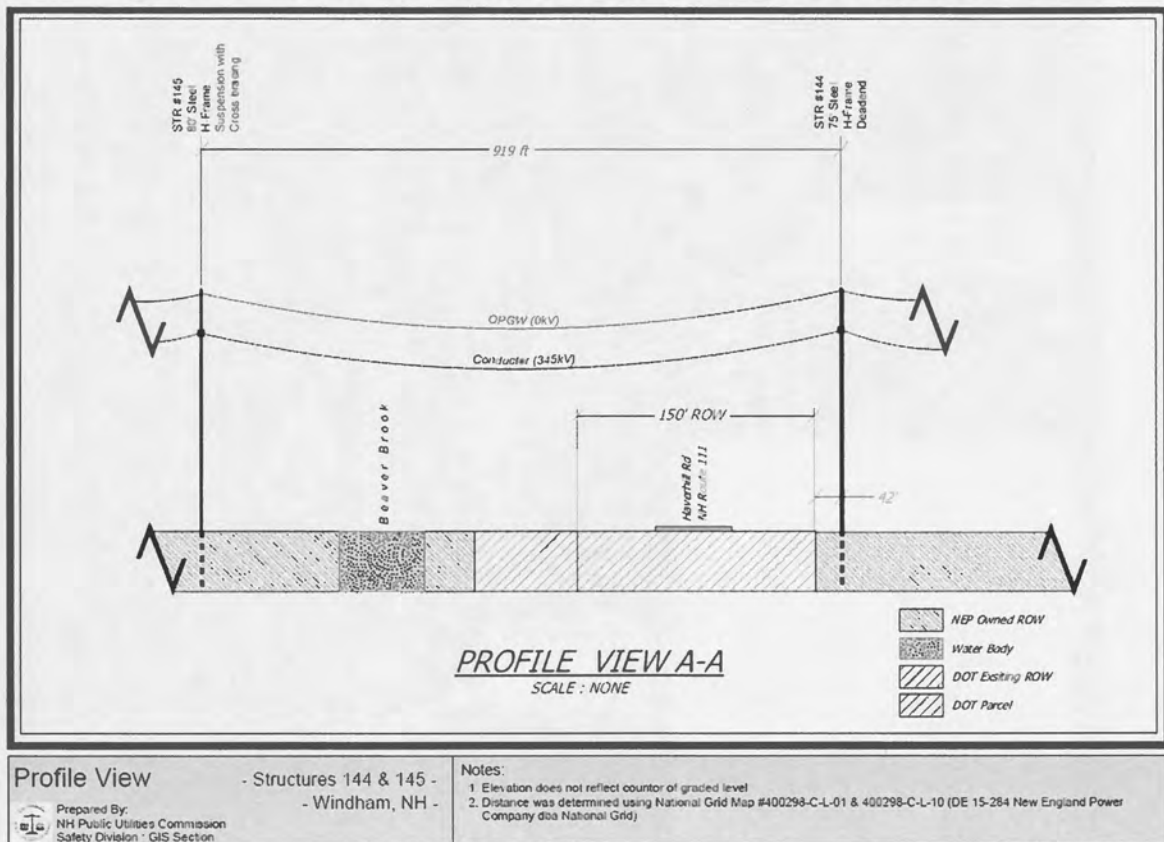 STR #145
80' Steel
H Frame
Suspension with
Cross bracing
STR #144
75' Steel
H-Frame
Deadend
919 ft
OPGW (0kV)
Conductor (345kV)
150' ROW
Beaver Brook
Haverhill Rd
NH Route 111
42'
NEP Owned ROW
Water Body
DOT Exsiting ROW
DOT Parcel
PROFILE VIEW A-A
SCALE : NONE
Profile View
- Structures 144 & 145 -
- Windham, NH -
Prepared By:
NH Public Utilities Commission
Safety Division : GIS Section
Notes:
1 Elevation does not reflect countor of graded level
2. Distance was determined using National Grid Map #400298-C-L-01 & 400298-C-L-10 (DE 15-284 New England Power
Company dba National Grid)